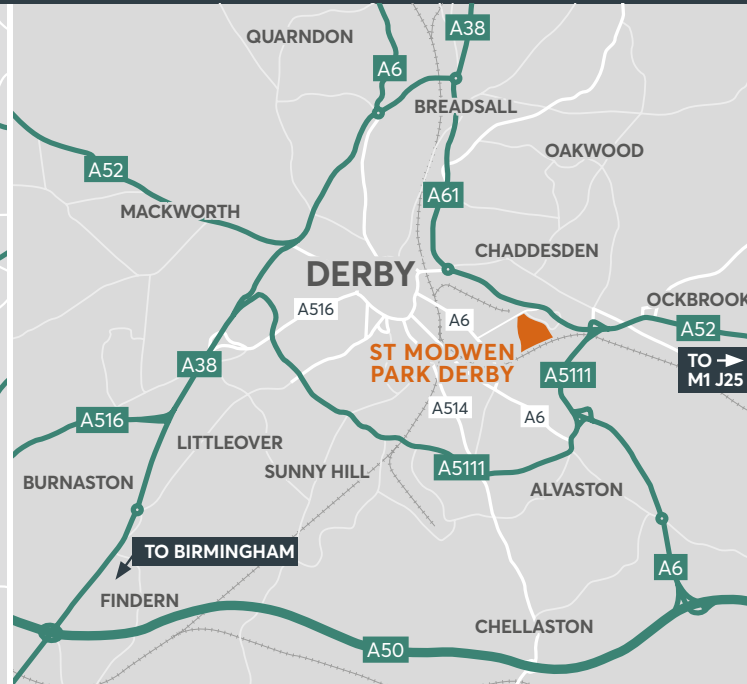 A38
QUARNDON
A6
BREADSALL
OAKWOOD
A52
A61
MACKWORTH
CHADDESDEN
DERBY
OCKBROOK
A516
A6
A52
ST MODWEN
PARK DERBY
TO
M1 J25
A38
A5111
A514
A6
A516
LITTLEOVER
SUNNY HILL
A5111
BURNASTON
ALVASTON
TO BIRMINGHAM
A6
FINDERN
CHELLASTON
A50